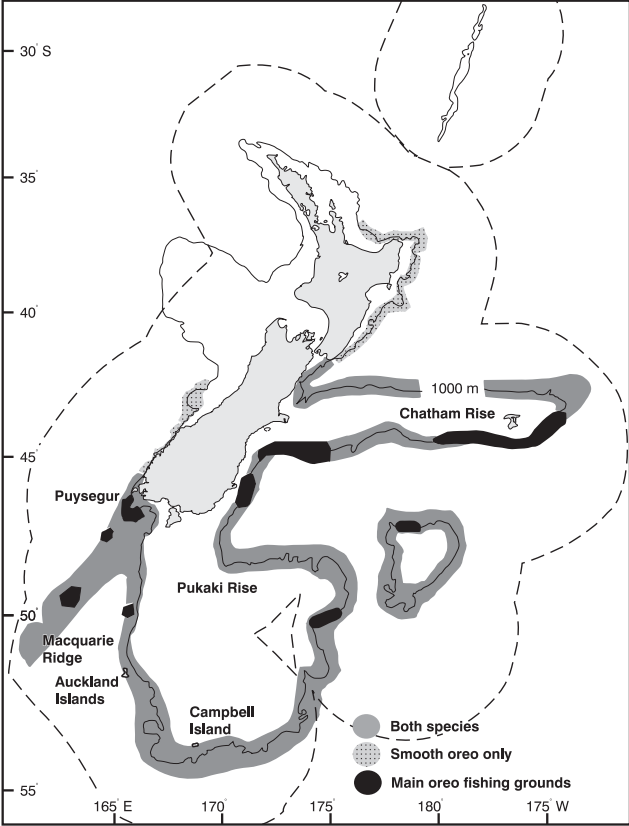 30° S
35°
40°
1000 m
Chatham Rise
45°
Puysegur
Pukaki Rise
50°
Macquarie
Ridge
Auckland
Islands
Campbell
Island
Both species
Smooth oreo only
Main oreo fishing grounds
55°
165° E
170°
175°
180°
175° W